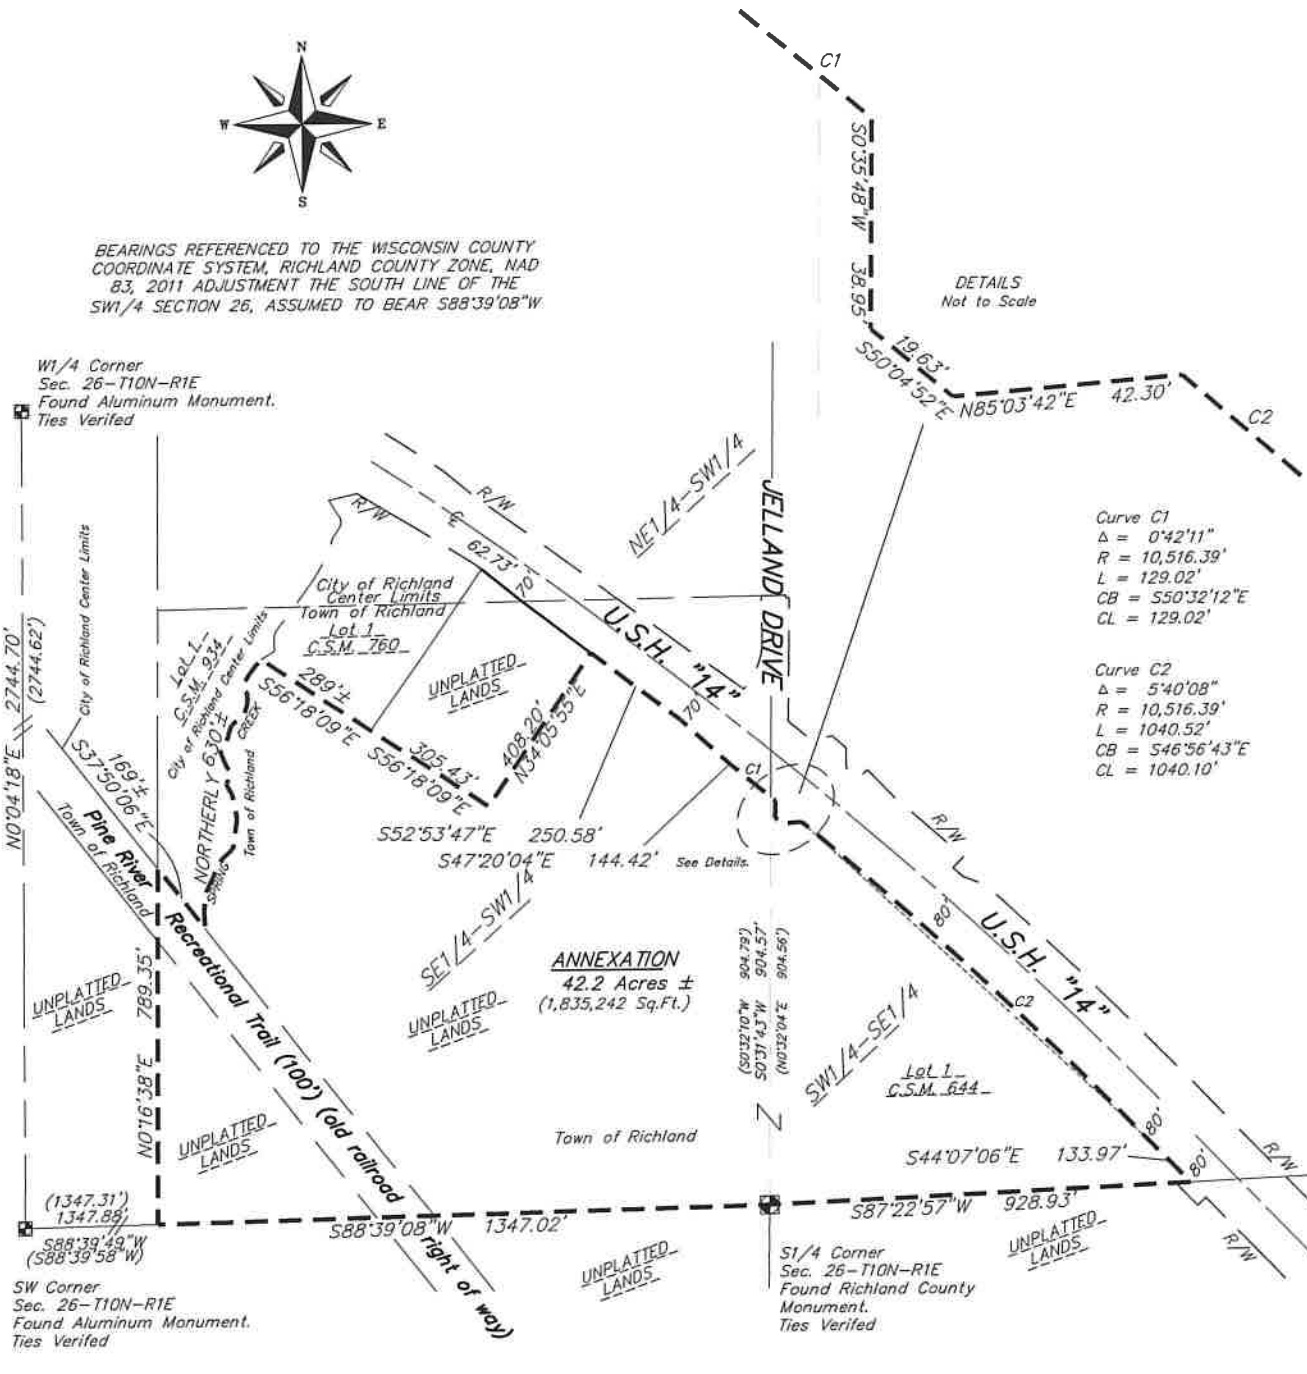 N
W
E
S
BEARINGS REFERENCED TO THE WISCONSIN COUNTY
COORDINATE SYSTEM, RICHLAND COUNTY ZONE, NAD
83, 2011 ADJUSTMENT THE SOUTH LINE OF THE
SW1/4 SECTION 26, ASSUMED TO BEAR S88°39'08"W
C1
S0°35'48"W 38.95'
19.63'
S50°04'52"E
N85°03'42"E 42.30'
C2
DETAILS
Not to Scale
W1/4 Corner
Sec. 26-T10N-R1E
Found Aluminum Monument.
Ties Verifed
Curve C1
Δ = 0°42'11"
R = 10,516.39'
L = 129.02'
CB = S50°32'12"E
CL = 129.02'
Curve C2
Δ = 5°40'08"
R = 10,516.39'
L = 1040.52'
CB = S46°56'43"E
CL = 1040.10'
R/W
R/W
℄
62.73'
70'
NE1/4-SW1/4
JELLAND DRIVE
U.S.H. "14"
70'
City of Richland
Center Limits
Town of Richland
Lot 1
C.S.M. 760
UNPLATTED
LANDS
City of Richland Center Limits
Lot 1
C.S.M. 934
City of Richland Center Limits
NORTHERLY 630'±
SPRING CREEK
Town of Richland
289'±
S56°18'09"E
305.43'
S56°18'09"E
408.20'
N34°05'55"E
S52°53'47"E 250.58'
S47°20'04"E 144.42'
See Details.
C1
N0°04'18"E 2744.70'
(2744.62')
169'±
S37°50'06"E
Pine River Recreational Trail (100') (old railroad right of way)
Town of Richland
UNPLATTED
LANDS
N0°16'38"E 789.35'
UNPLATTED
LANDS
SE1/4-SW1/4
UNPLATTED
LANDS
ANNEXATION
42.2 Acres ±
(1,835,242 Sq.Ft.)
(S0°32'10"W 904.79')
S0°31'43"W 904.57'
(N0°32'04"E 904.56')
Z
R/W
80'
U.S.H. "14"
C2
SW1/4-SE1/4
Lot 1
C.S.M. 644
80'
Town of Richland
S44°07'06"E 133.97'
80'
R/W
R/W
(1347.31')
1347.88'
S88°39'49"W
(S88°39'58"W)
S88°39'08"W 1347.02'
S87°22'57"W 928.93'
UNPLATTED
LANDS
UNPLATTED
LANDS
SW Corner
Sec. 26-T10N-R1E
Found Aluminum Monument.
Ties Verifed
S1/4 Corner
Sec. 26-T10N-R1E
Found Richland County
Monument.
Ties Verifed